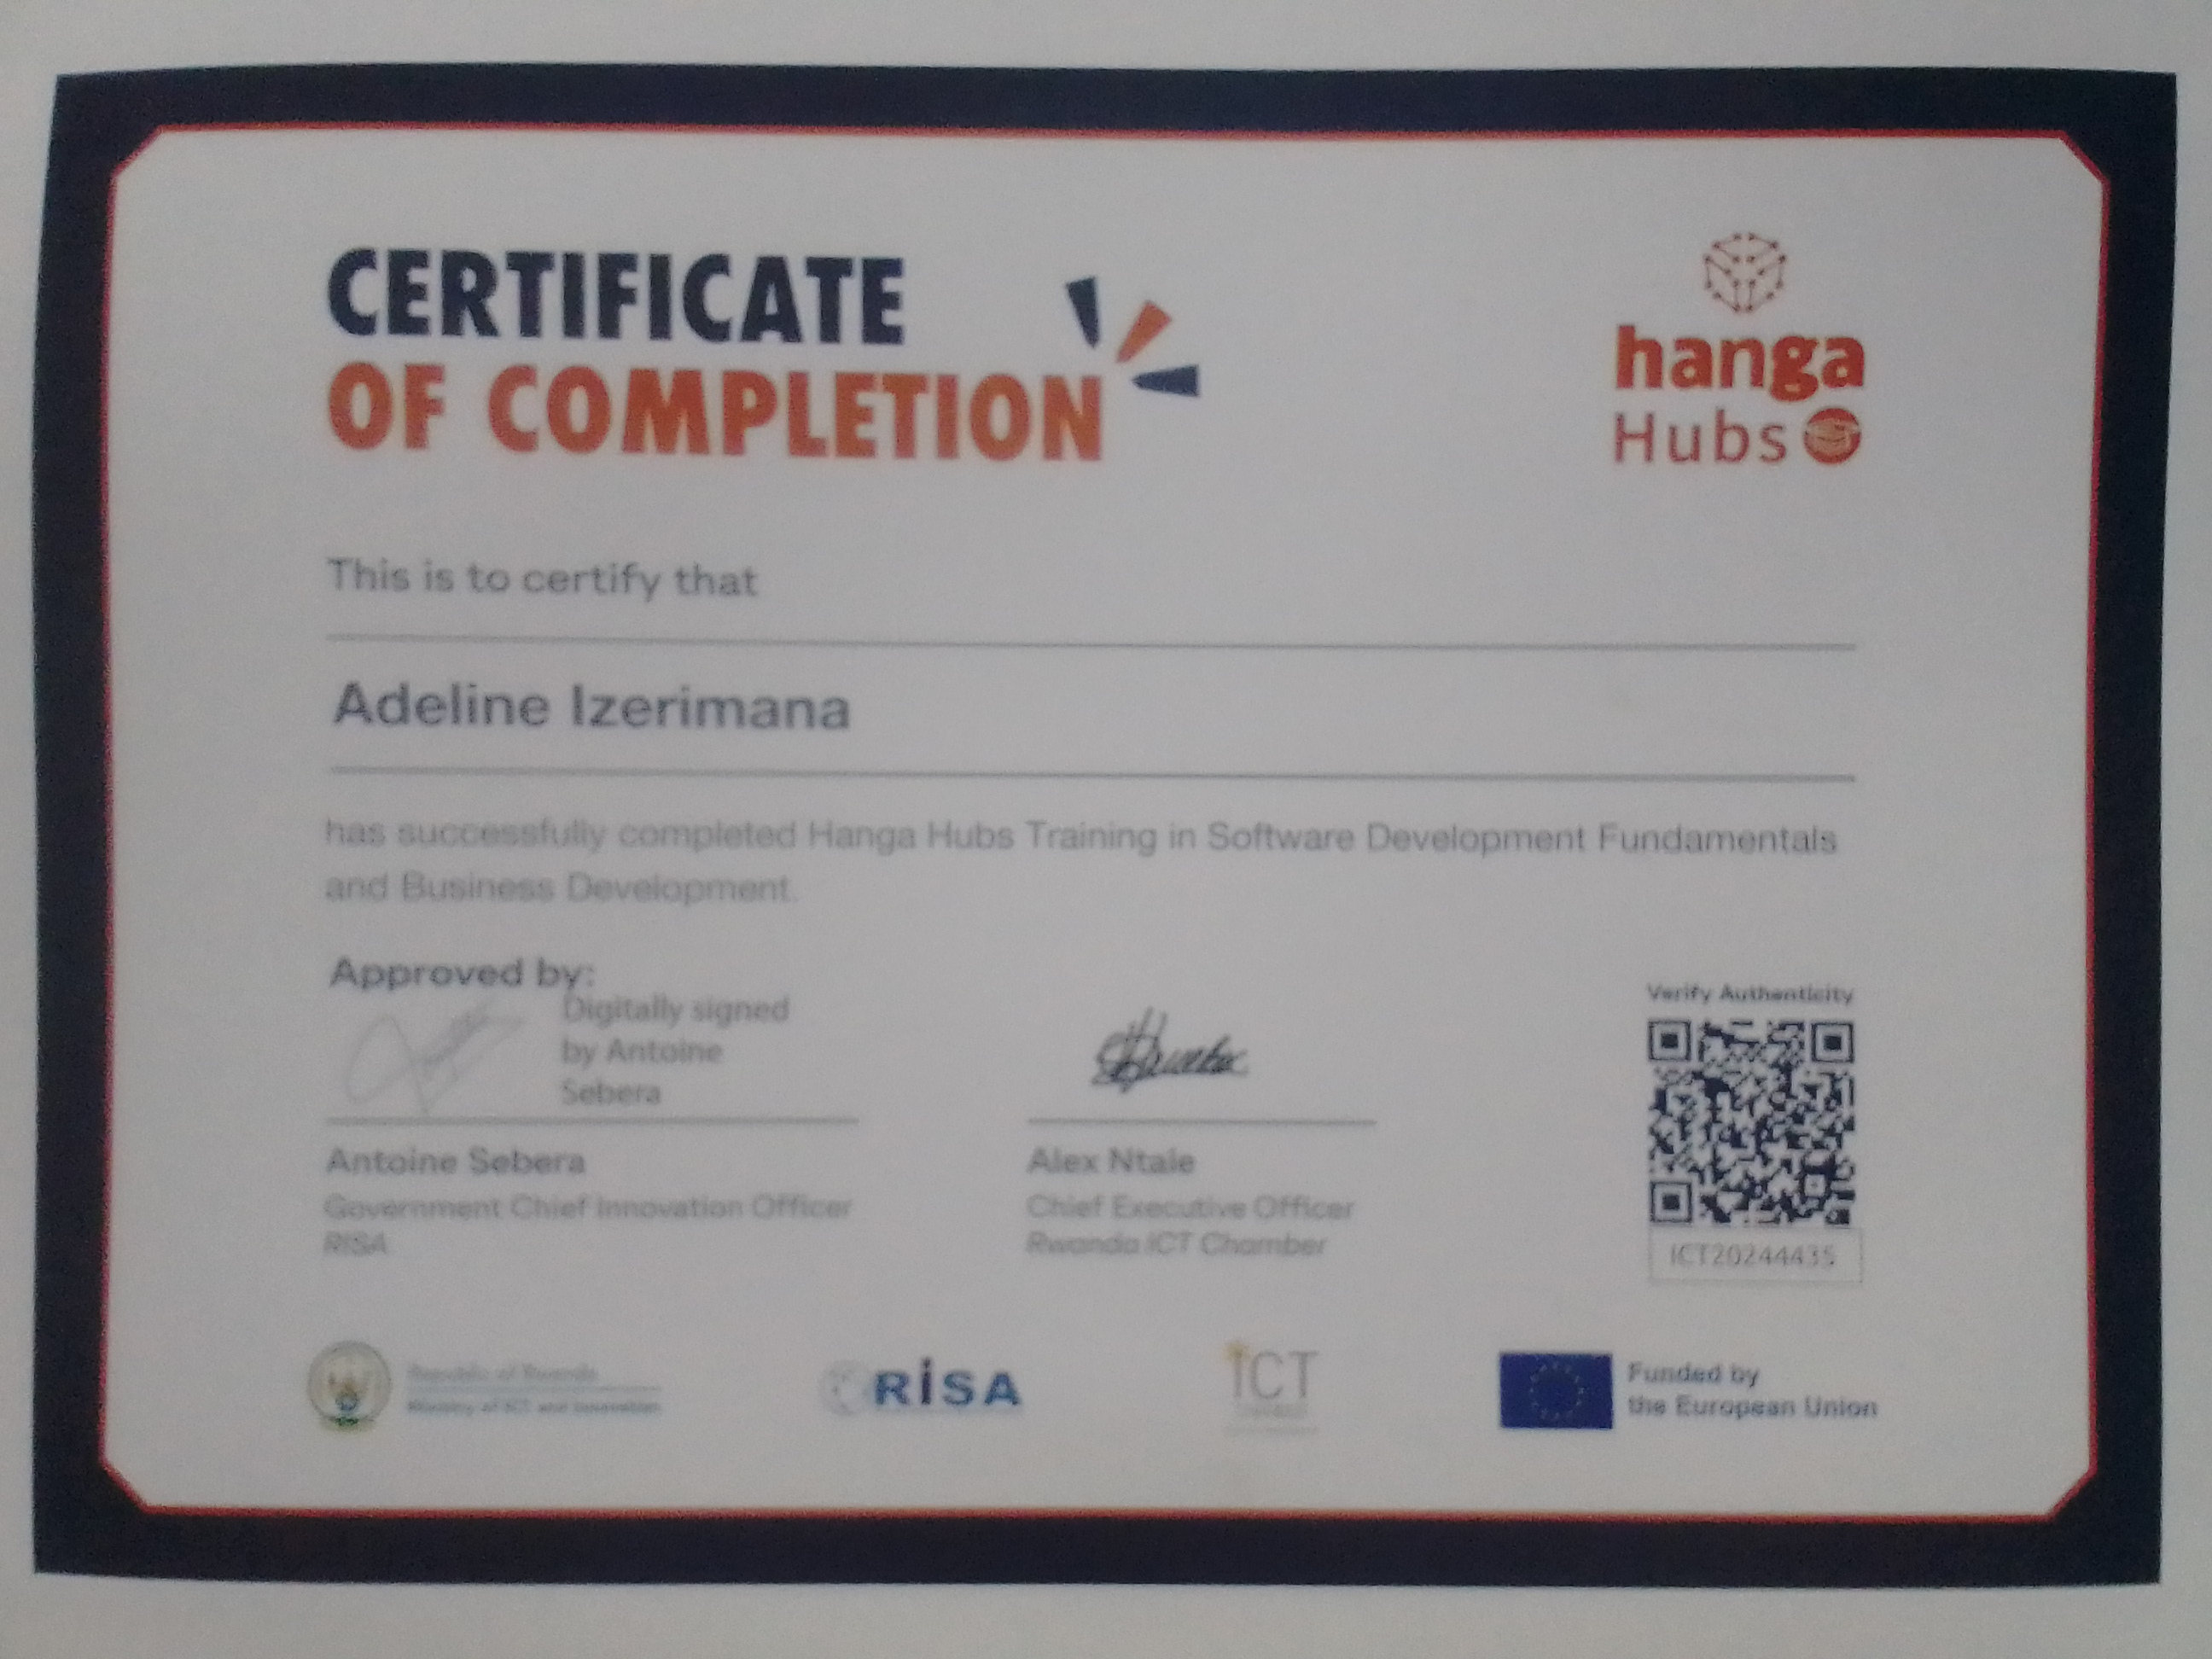 CERTIFICATE
OF COMPLETION
hanga
Hubs
This is to certify that
Adeline Izerimana
has successfully completed Hanga Hubs Training in Software Development Fundamentals
and Business Development.
Approved by:
Digitally signed
by Antoine
Sebera
Antoine Sebera
Government Chief Innovation Officer
RISA
Alex Ntale
Chief Executive Officer
Rwanda ICT Chamber
Verify Authenticity
ICT20244435
Republic of Rwanda
Ministry of ICT and Innovation
RISA
ICT
Funded by
the European Union